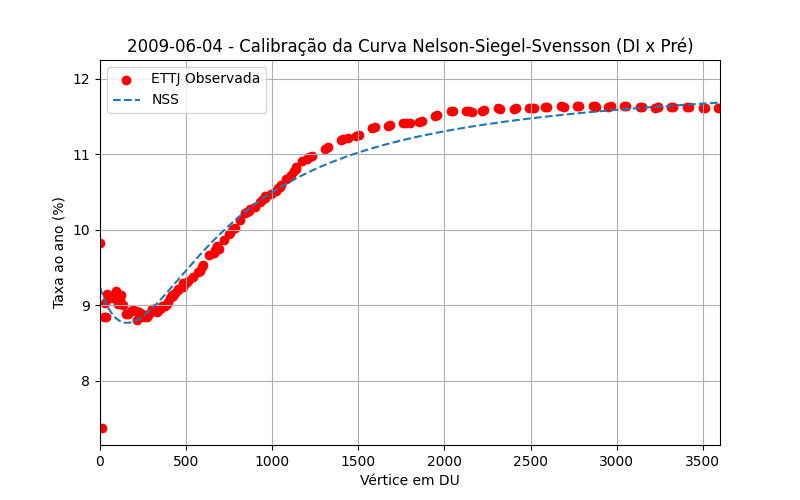 2009-06-04 - Calibração da Curva Nelson-Siegel-Svensson (DI x Pré)
ETTJ Observada
NSS
Taxa ao ano (%)
12
11
10
9
8
0 500 1000 1500 2000 2500 3000 3500
Vértice em DU